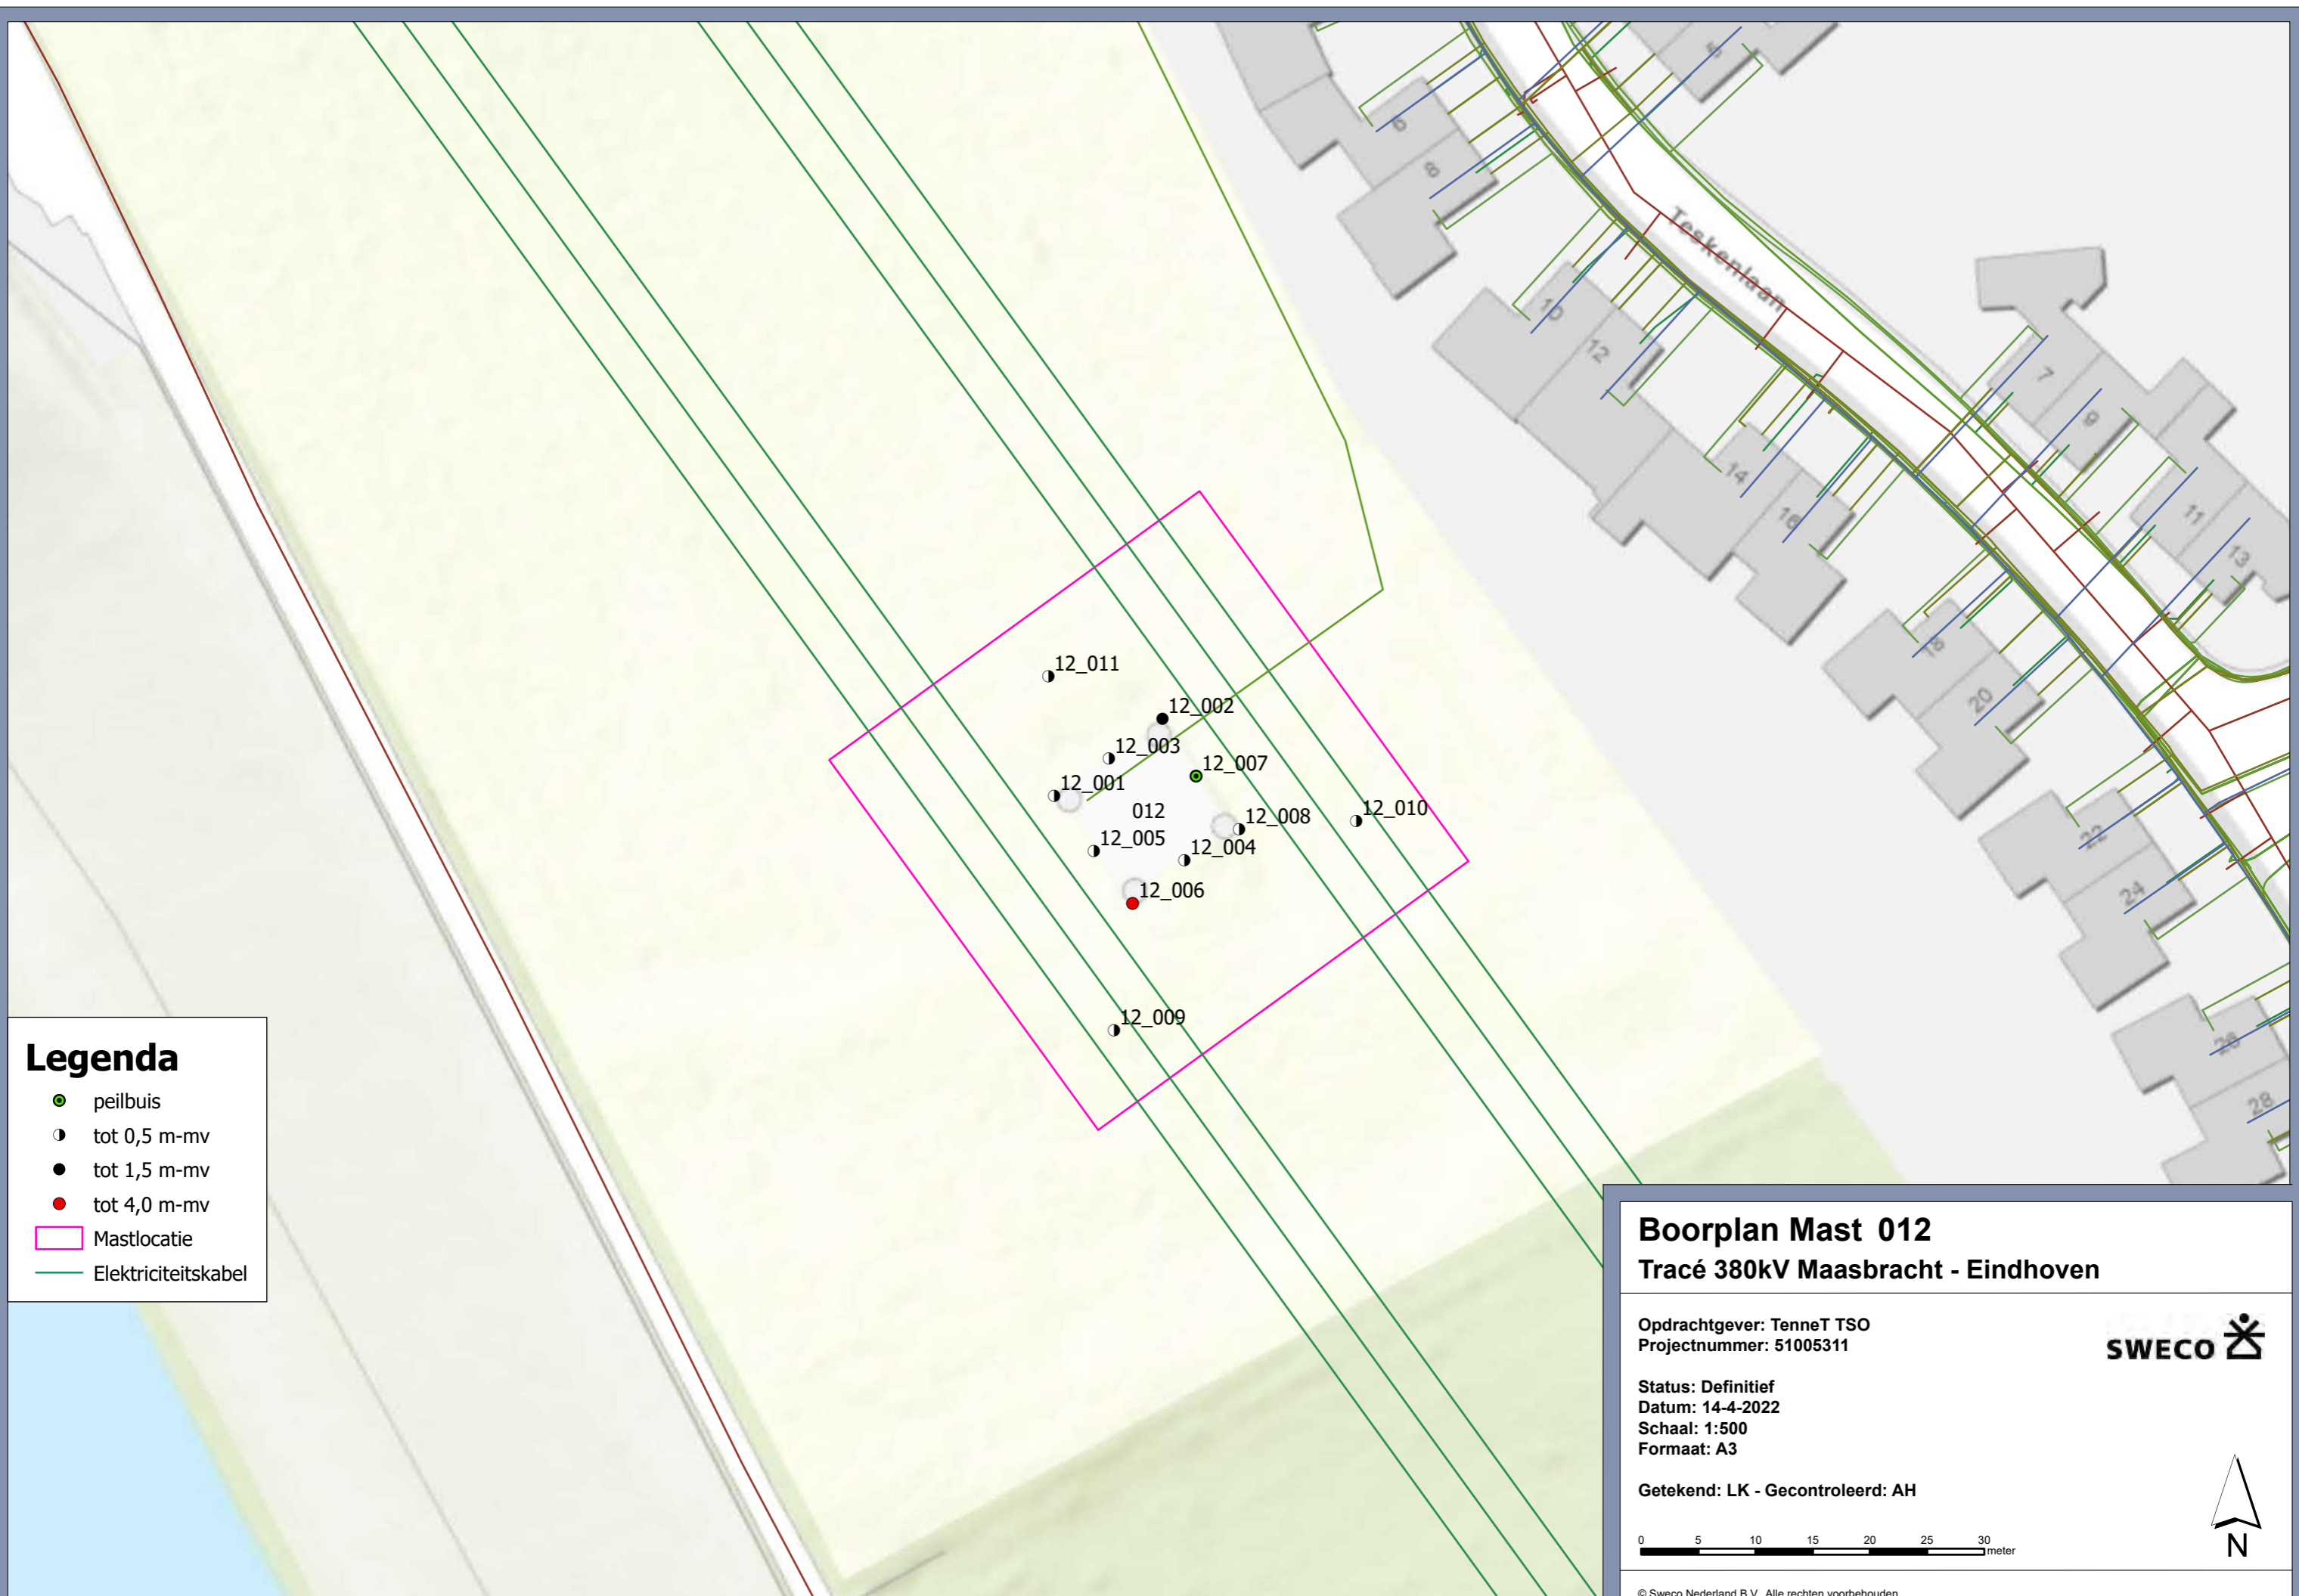 5
6
8
Teskenlaan
10
12
7
9
14
16
11
13
18
20
22
24
26
28
12_011
12_002
12_003
12_007
12_001
012
12_008
12_010
12_005
12_004
12_006
12_009
Legenda
peilbuis
tot 0,5 m-mv
tot 1,5 m-mv
tot 4,0 m-mv
Mastlocatie
Elektriciteitskabel
Boorplan Mast 012
Tracé 380kV Maasbracht - Eindhoven
Opdrachtgever: TenneT TSO
Projectnummer: 51005311
SWECO
Status: Definitief
Datum: 14-4-2022
Schaal: 1:500
Formaat: A3
Getekend: LK - Gecontroleerd: AH
0 5 10 15 20 25 30
meter
N
© Sweco Nederland B.V. Alle rechten voorbehouden